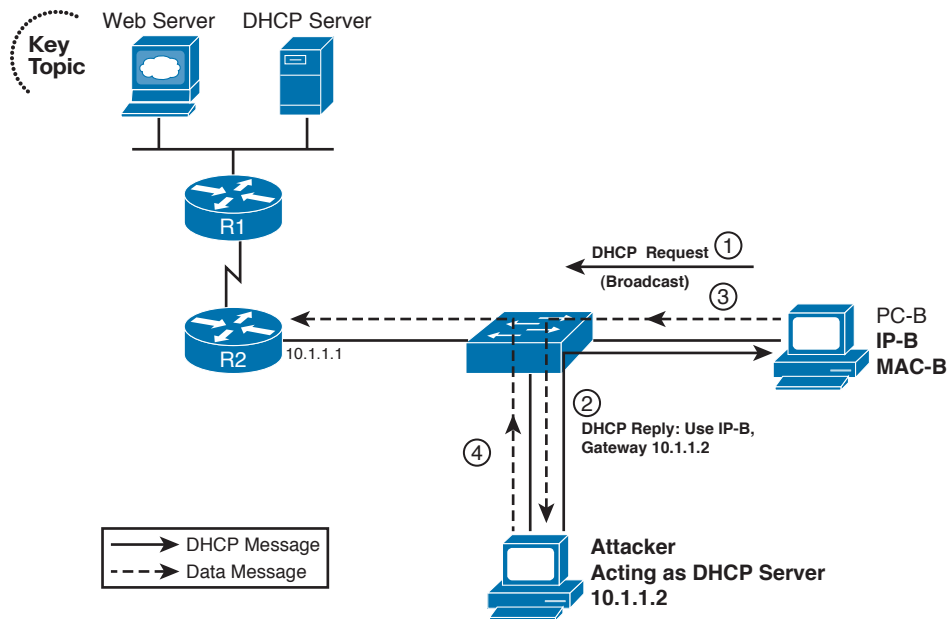 Key
Topic
Web Server
DHCP Server
R1
DHCP Request
1
(Broadcast)
3
R2
10.1.1.1
PC-B
IP-B
MAC-B
2
DHCP Reply: Use IP-B,
Gateway 10.1.1.2
4
DHCP Message
Data Message
Attacker
Acting as DHCP Server
10.1.1.2